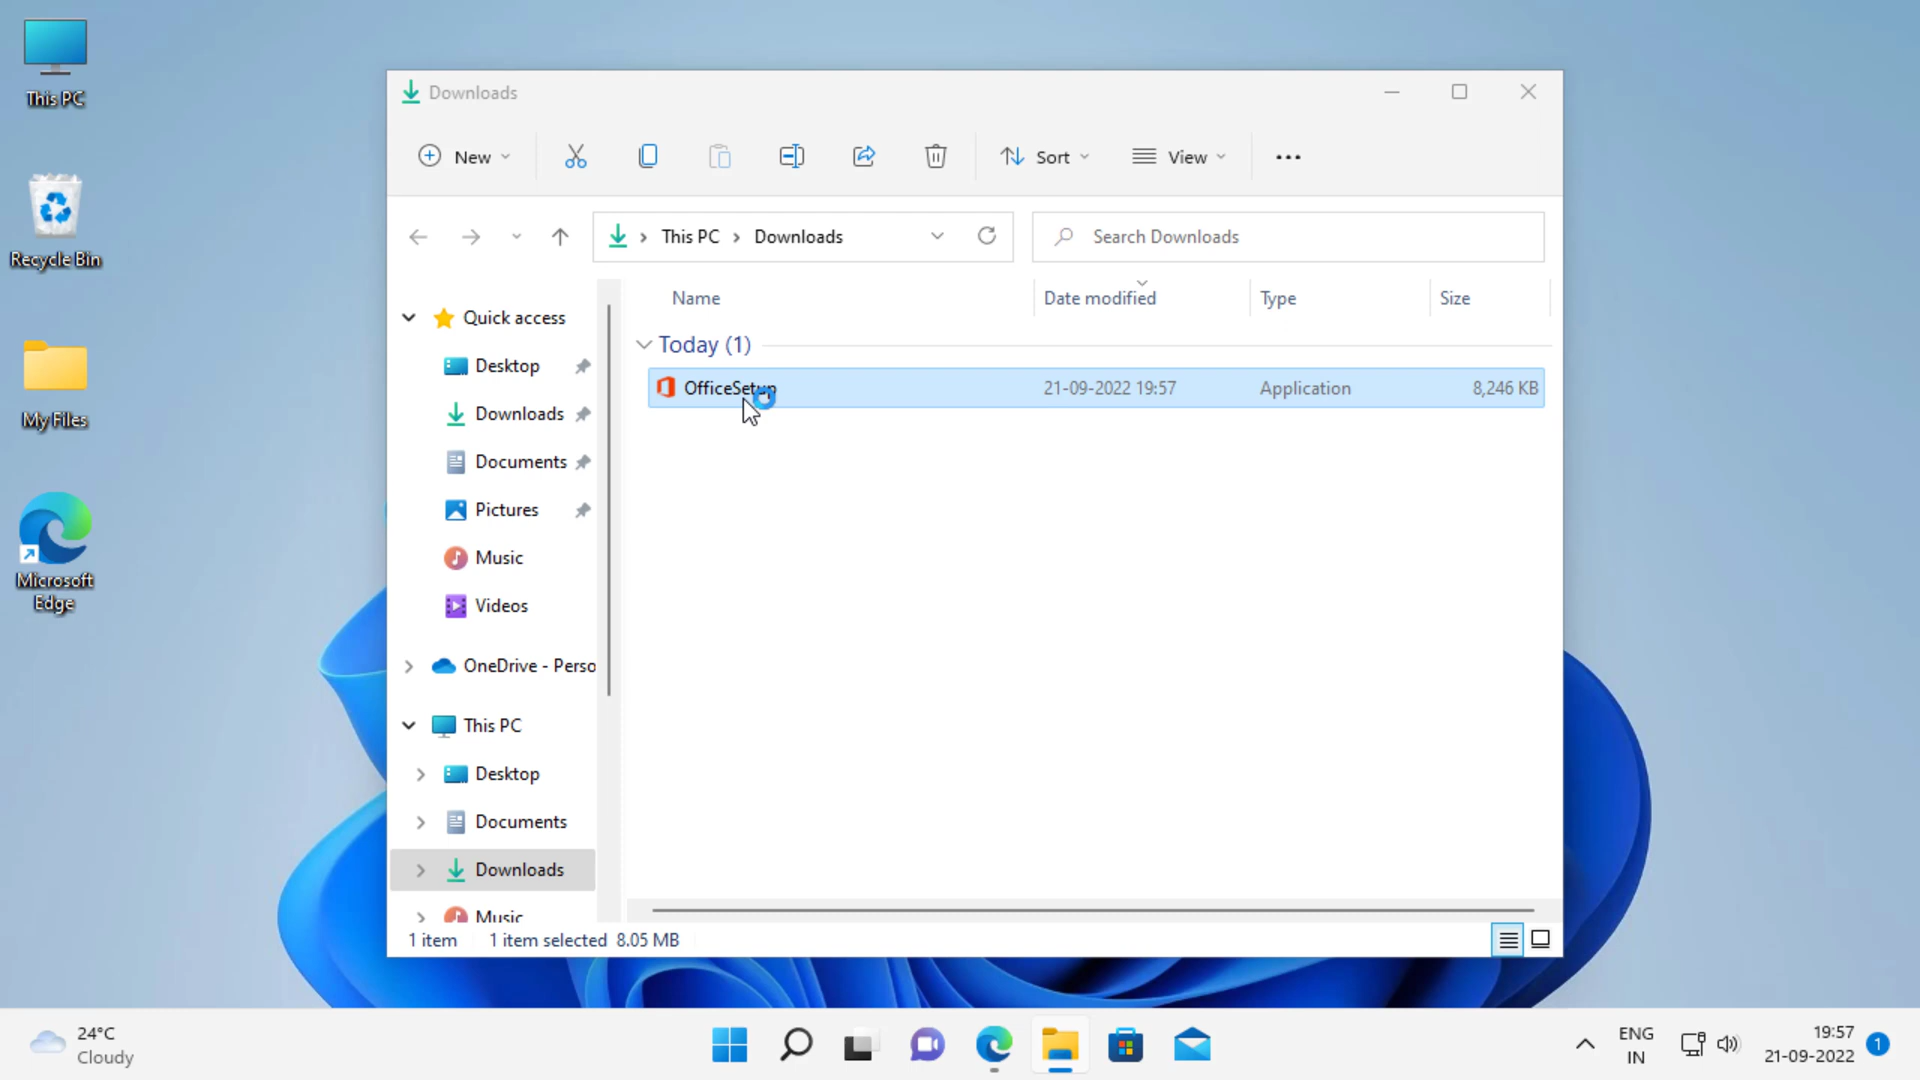 This PC
Recycle Bin
My Files
Microsoft
Edge
Downloads
New
Sort
View
This PC
Downloads
Search Downloads
Name
Date modified
Type
Size
Quick access
Desktop
Downloads
Documents
Pictures
Music
Videos
OneDrive - Perso
This PC
Desktop
Documents
Downloads
Music
Today (1)
OfficeSetup
21-09-2022 19:57
Application
8,246 KB
1 item
1 item selected 8.05 MB
24°C
Cloudy
ENG
IN
19:57
21-09-2022
1